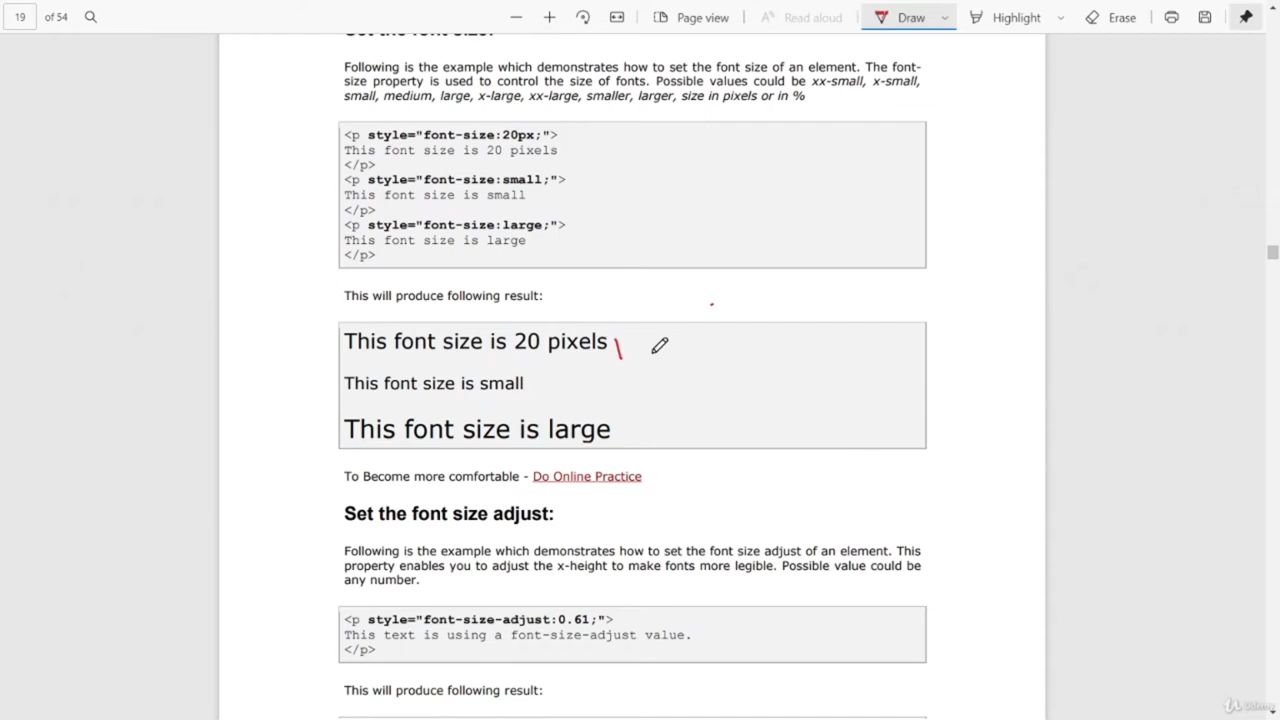 19 of 54 Page view Read aloud Draw Highlight Erase
Set the font size:
Following is the example which demonstrates how to set the font size of an element. The font-
size property is used to control the size of fonts. Possible values could be xx-small, x-small,
small, medium, large, x-large, xx-large, smaller, larger, size in pixels or in %
<p style="font-size:20px;">
This font size is 20 pixels
</p>
<p style="font-size:small;">
This font size is small
</p>
<p style="font-size:large;">
This font size is large
</p>
This will produce following result:
This font size is 20 pixels
This font size is small
This font size is large
To Become more comfortable - Do Online Practice
Set the font size adjust:
Following is the example which demonstrates how to set the font size adjust of an element. This
property enables you to adjust the x-height to make fonts more legible. Possible value could be
any number.
<p style="font-size-adjust:0.61;">
This text is using a font-size-adjust value.
</p>
This will produce following result:
Udemy